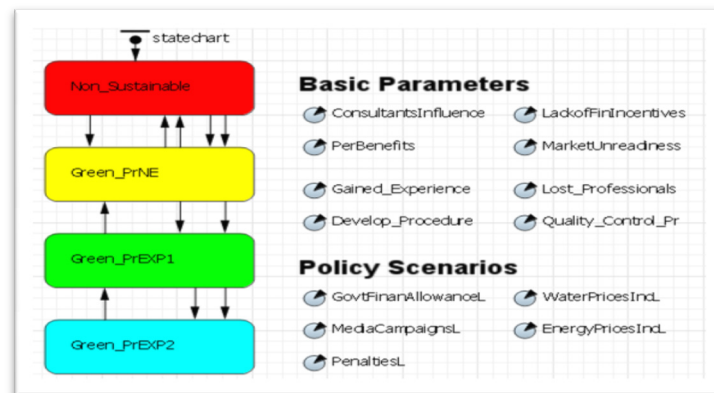 statechart
Non_Sustainable
Green_PrNE
Green_PrEXP1
Green_PrEXP2
Basic Parameters
ConsultantsInfluence LackofFinIncentives
PerBenefits MarketUnreadiness
Gained_Experience Lost_Professionals
Develop_Procedure Quality_Control_Pr
Policy Scenarios
GovtFinanAllowanceL WaterPricesIncL
MediaCampaignsL EnergyPricesIncL
PenaltiesL